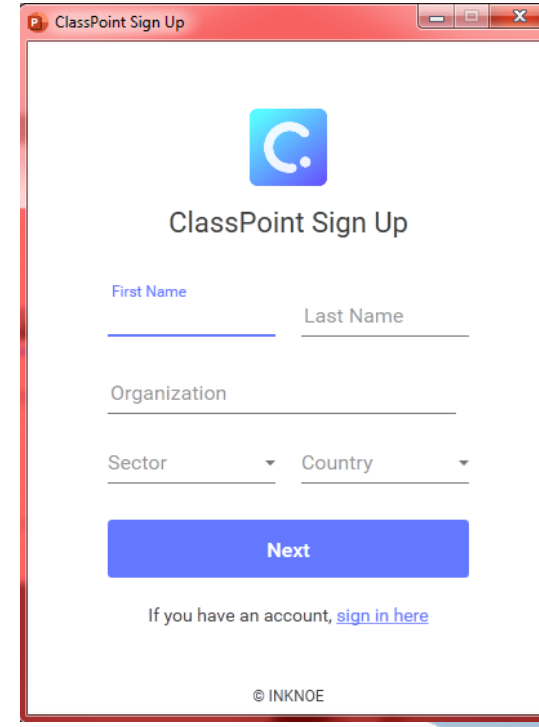 ClassPoint Sign Up
ClassPoint Sign Up
First Name
Last Name
Organization
Sector
Country
Next
If you have an account, sign in here
© INKNOE